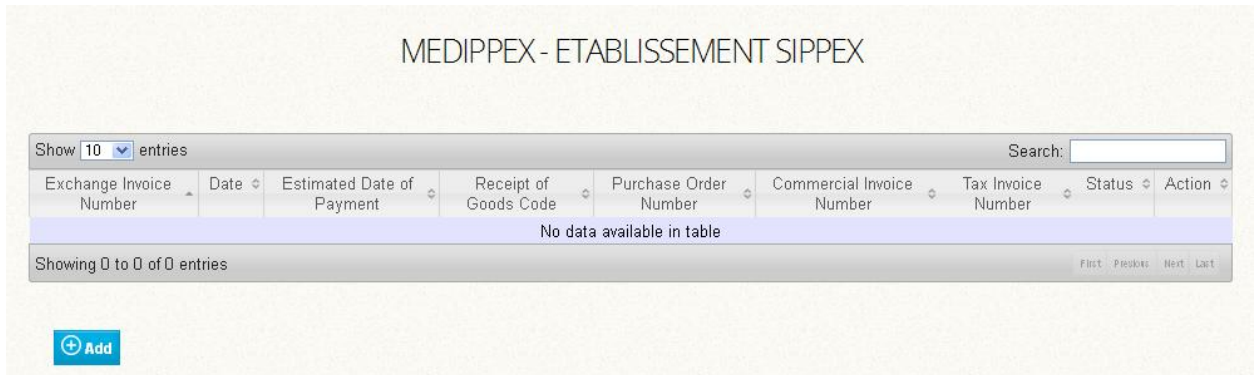 MEDIPPEX - ETABLISSEMENT SIPPEX
Show 10 entries Search:
Exchange Invoice Number Date Estimated Date of Payment Receipt of Goods Code Purchase Order Number Commercial Invoice Number Tax Invoice Number Status Action
No data available in table
Showing 0 to 0 of 0 entries First Previous Next Last
Add